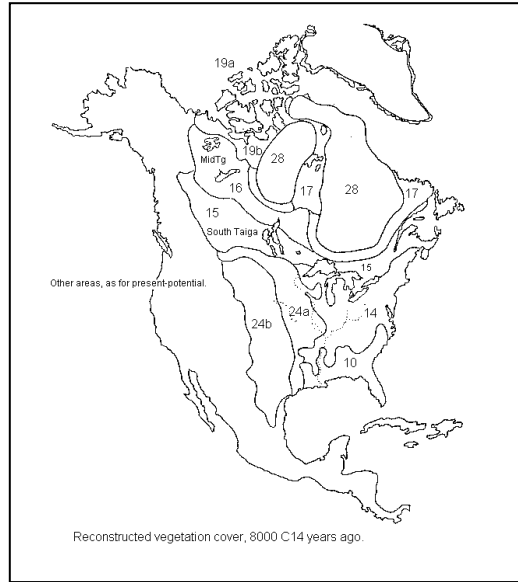 19a
MidTg
19b
28
16
17
28
17
15
South Taiga
15
Other areas, as for present-potential.
24a
14
24b
10
Reconstructed vegetation cover, 8000 C14 years ago.